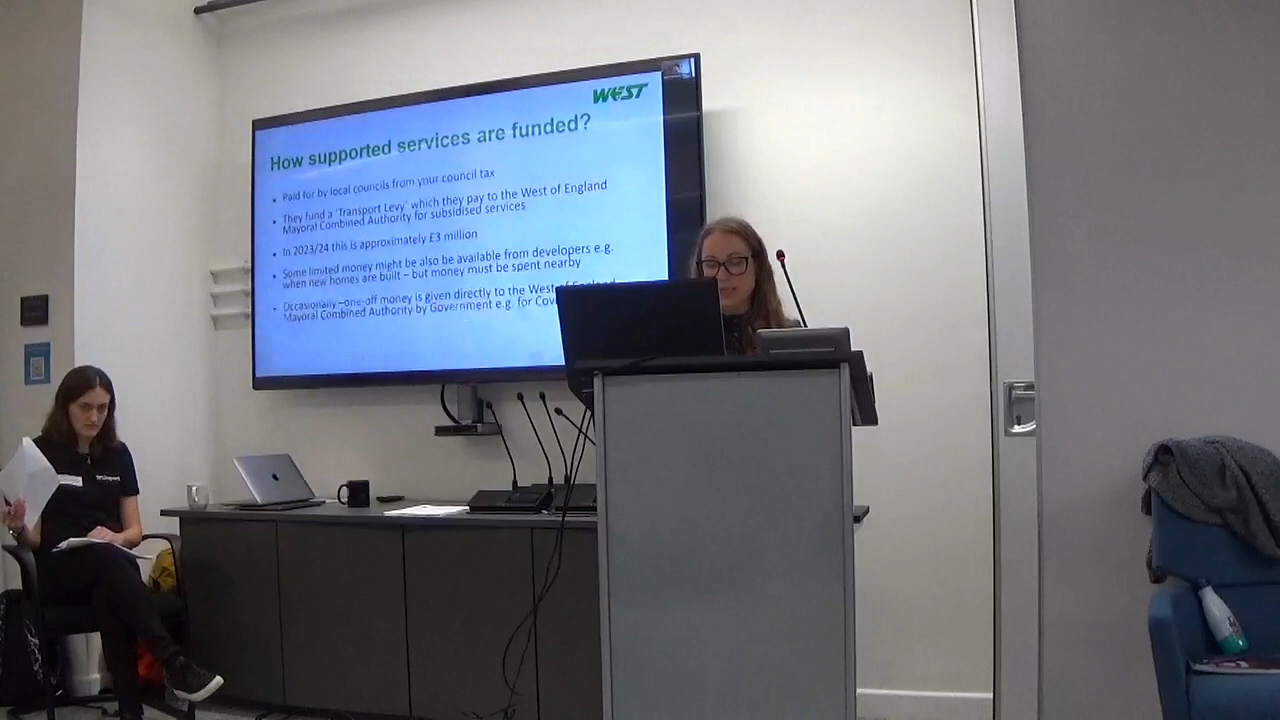 WEST
How supported services are funded?
• Paid for by local councils from your council tax
• They fund a 'Transport Levy' which they pay to the West of England
Mayoral Combined Authority for subsidised services
• In 2023/24 this is approximately £3 million
• Some limited money might be also be available from developers e.g.
when new homes are built – but money must be spent nearby
• Occasionally –one-off money is given directly to the West of England
Mayoral Combined Authority by Government e.g. for